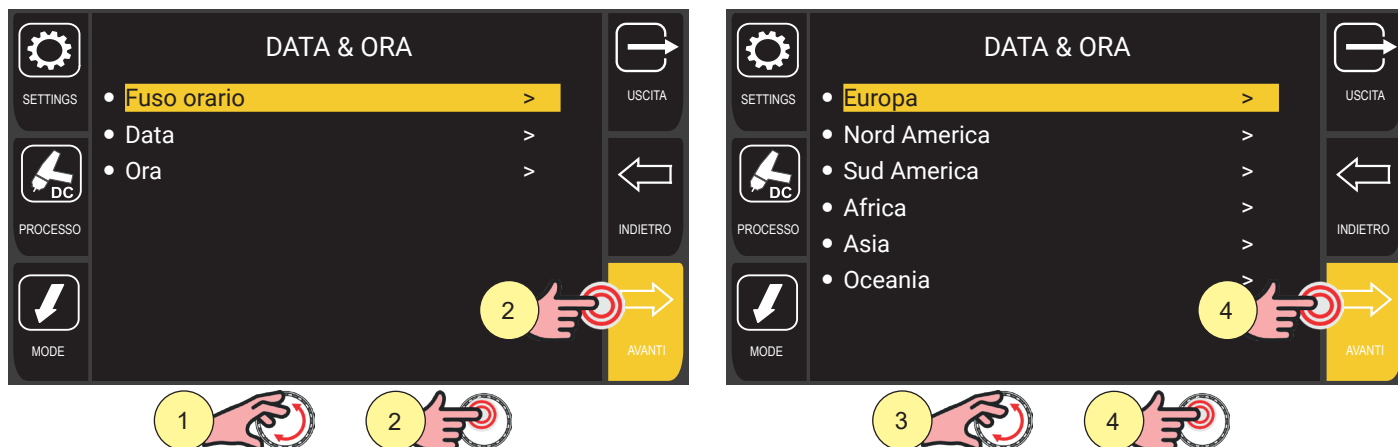 DATA & ORA
SETTINGS
• Fuso orario >
USCITA
• Data >
• Ora >
DC
PROCESSO
INDIETRO
2
MODE
AVANTI
1
2
DATA & ORA
SETTINGS
• Europa >
USCITA
• Nord America >
• Sud America >
DC
• Africa >
PROCESSO
INDIETRO
• Asia >
• Oceania >
4
MODE
AVANTI
3
4